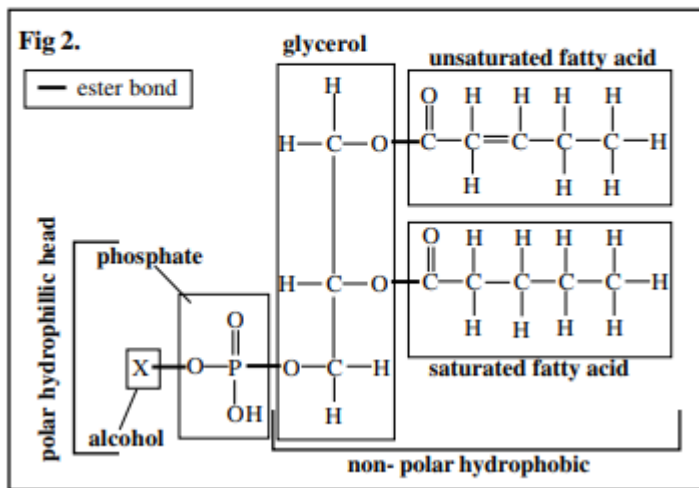 Fig 2.
glycerol
unsaturated fatty acid
ester bond
O H H H H
H
H—C—O—C—C=C—C—C—H
H H H
polar hydrophillic head
phosphate
O H H H H
H—C—O—C—C—C—C—C—H
H H H H
O
X—O—P—O—C—H
saturated fatty acid
OH H
alcohol
non- polar hydrophobic